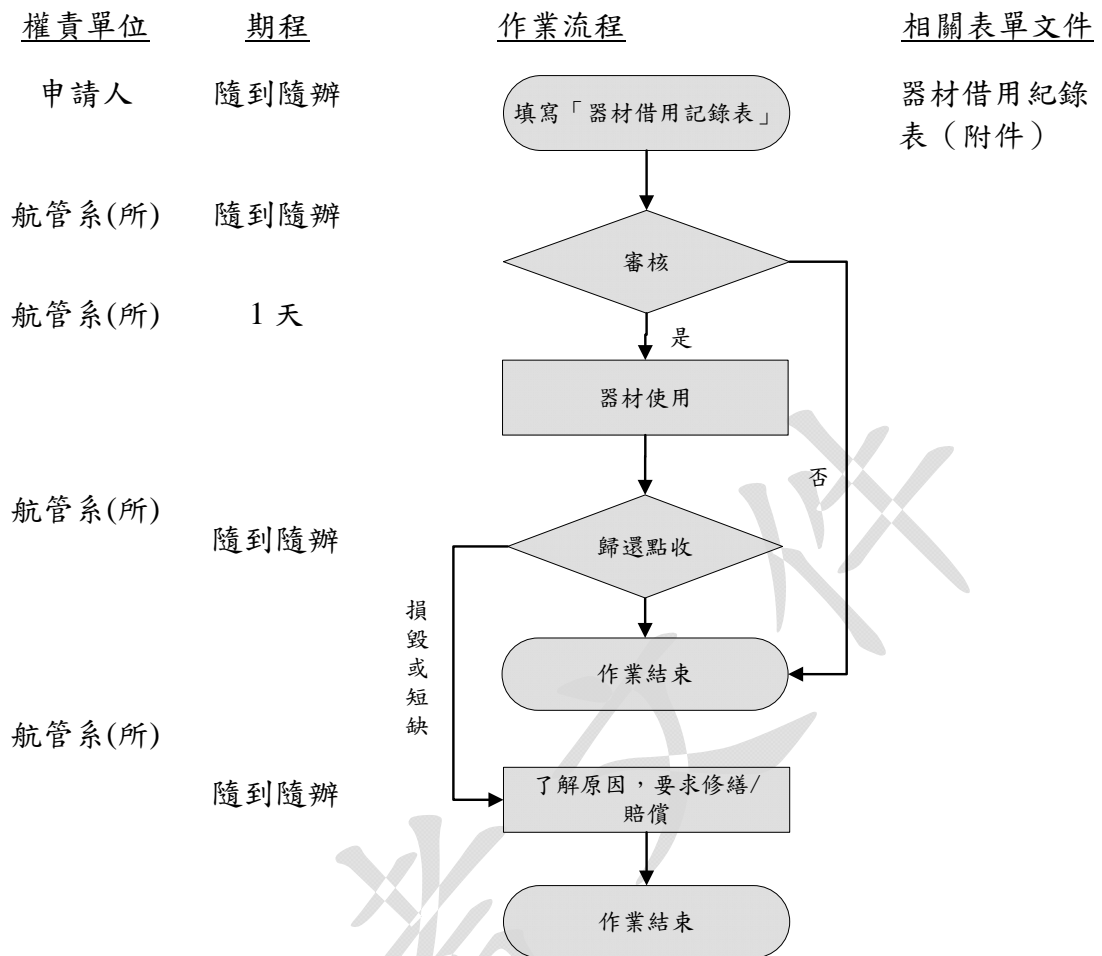 權責單位
期程
作業流程
相關表單文件
申請人
隨到隨辦
填寫「器材借用記錄表」
器材借用紀錄
表（附件）
航管系(所)
隨到隨辦
審核
航管系(所)
1 天
是
器材使用
否
航管系(所)
隨到隨辦
歸還點收
損
毀
或
短
缺
作業結束
航管系(所)
隨到隨辦
了解原因，要求修繕/
賠償
作業結束
文件